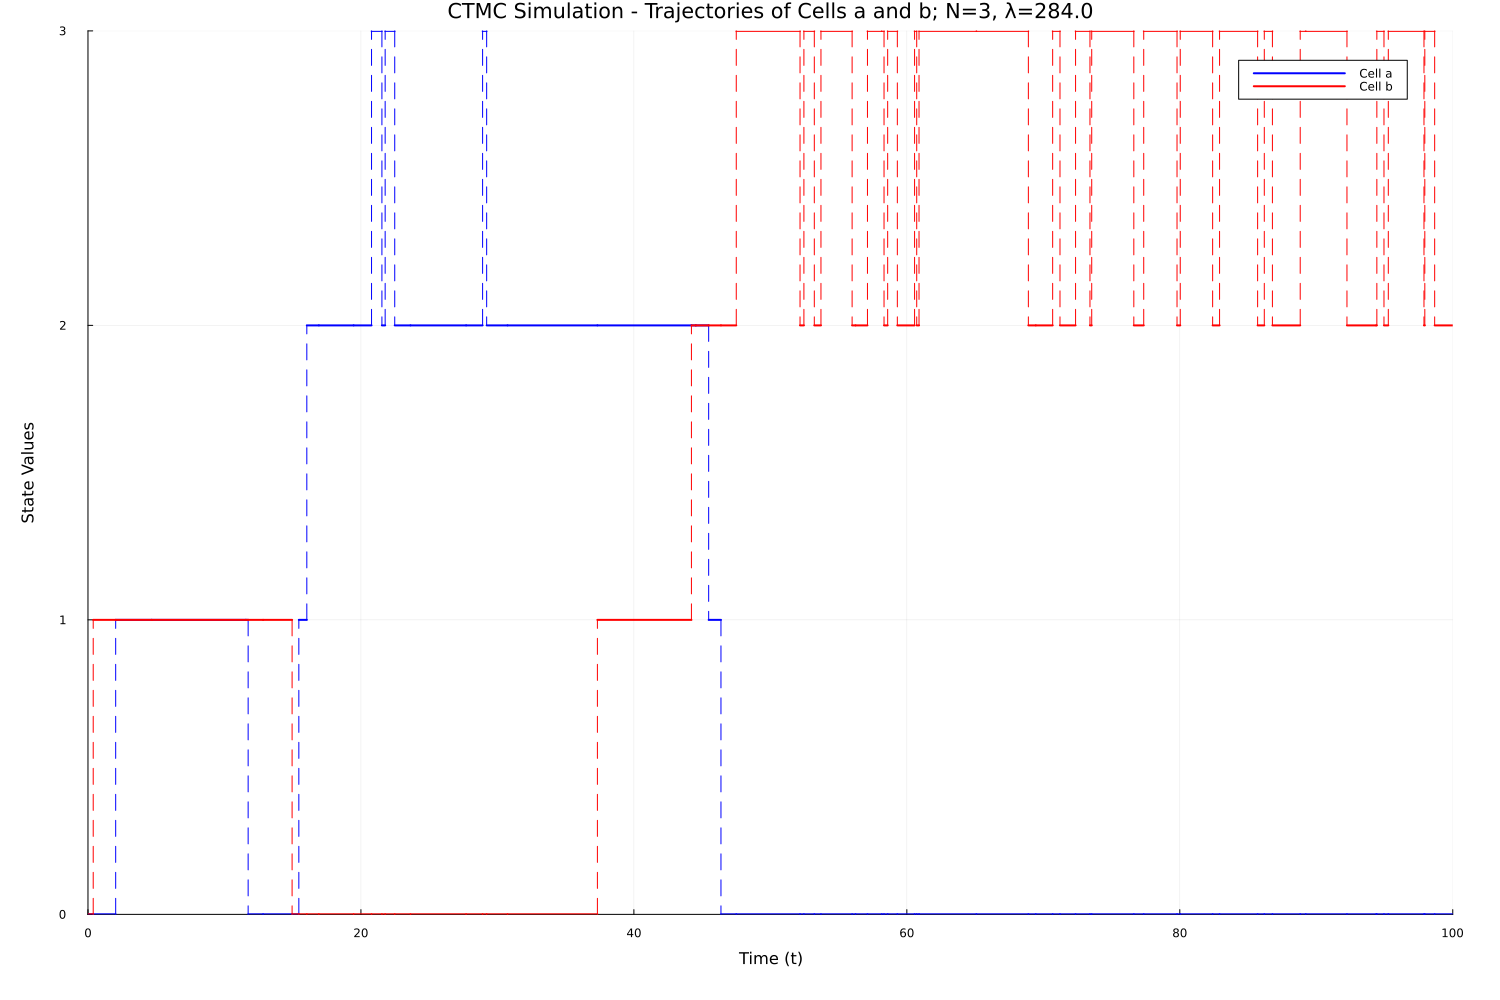 CTMC Simulation - Trajectories of Cells a and b; N=3, λ=284.0
3
Cell a
Cell b
2
State Values
1
0
0 20 40 60 80 100
Time (t)